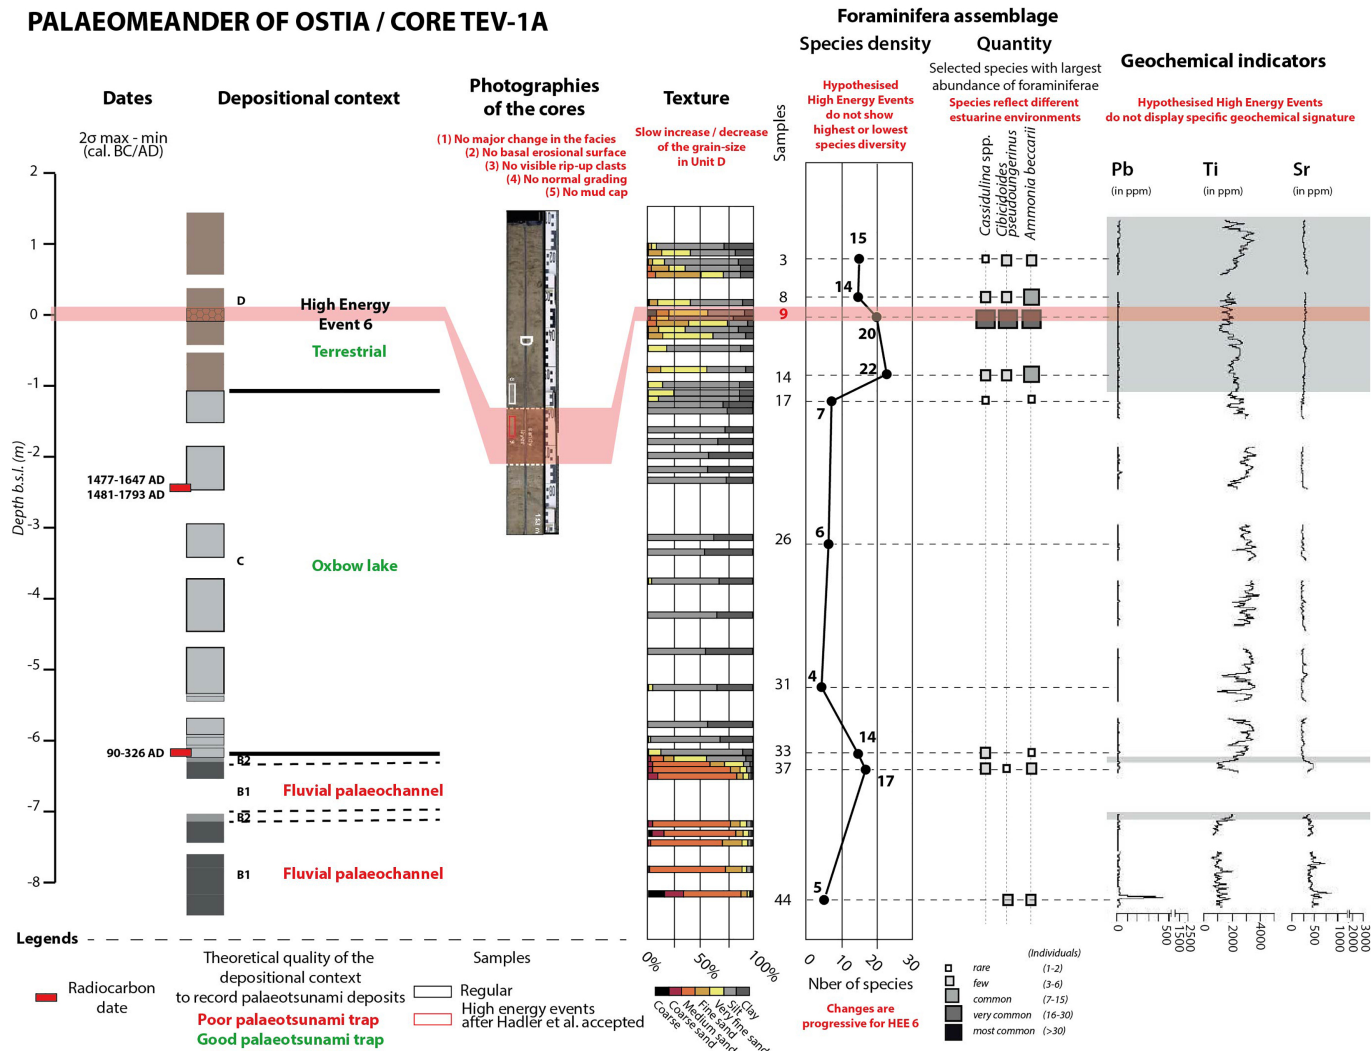 PALAEOMEANDER OF OSTIA / CORE TEV-1A
Foraminifera assemblage
Species density
Quantity
Geochemical indicators
Dates
Depositional context
Photographies
of the cores
Texture
Samples
2σ max - min
(cal. BC/AD)
(1) No major change in the facies
(2) No basal erosional surface
(3) No visible rip-up clasts
(4) No normal grading
(5) No mud cap
Slow increase / decrease
of the grain-size
in Unit D
Hypothesised
High Energy Events
do not show
highest or lowest
species diversity
Selected species with largest
abundance of foraminiferae
Species reflect different
estuarine environments
Cassidulina spp.
Cibicidoides
pseudoungerinus
Ammonia beccarii
Hypothesised High Energy Events
do not display specific geochemical signature
Pb
(in ppm)
Ti
(in ppm)
Sr
(in ppm)
Depth b.s.l. (m)
2
1
0
-1
-2
-3
-4
-5
-6
-7
-8
1477-1647 AD
1481-1793 AD
90-326 AD
D
High Energy
Event 6
Terrestrial
C
Oxbow lake
B2
B1
Fluvial palaeochannel
B2
B1
Fluvial palaeochannel
D
3
8
9
14
17
26
31
33
37
44
15
14
20
22
7
6
4
14
17
5
0%
50%
100%
0
10
20
30
Nber of species
Changes are
progressive for HEE 6
0
500
1500
2500
0
2000
4000
0
500
2000
3000
Legends
Radiocarbon
date
Theoretical quality of the
depositional context
to record palaeotsunami deposits
Poor palaeotsunami trap
Good palaeotsunami trap
Samples
Regular
High energy events
after Hadler et al. accepted
Coarse
Coarse sand
Medium sand
Fine sand
Very fine sand
Silt
Clay
(Individuals)
rare (1-2)
few (3-6)
common (7-15)
very common (16-30)
most common (>30)